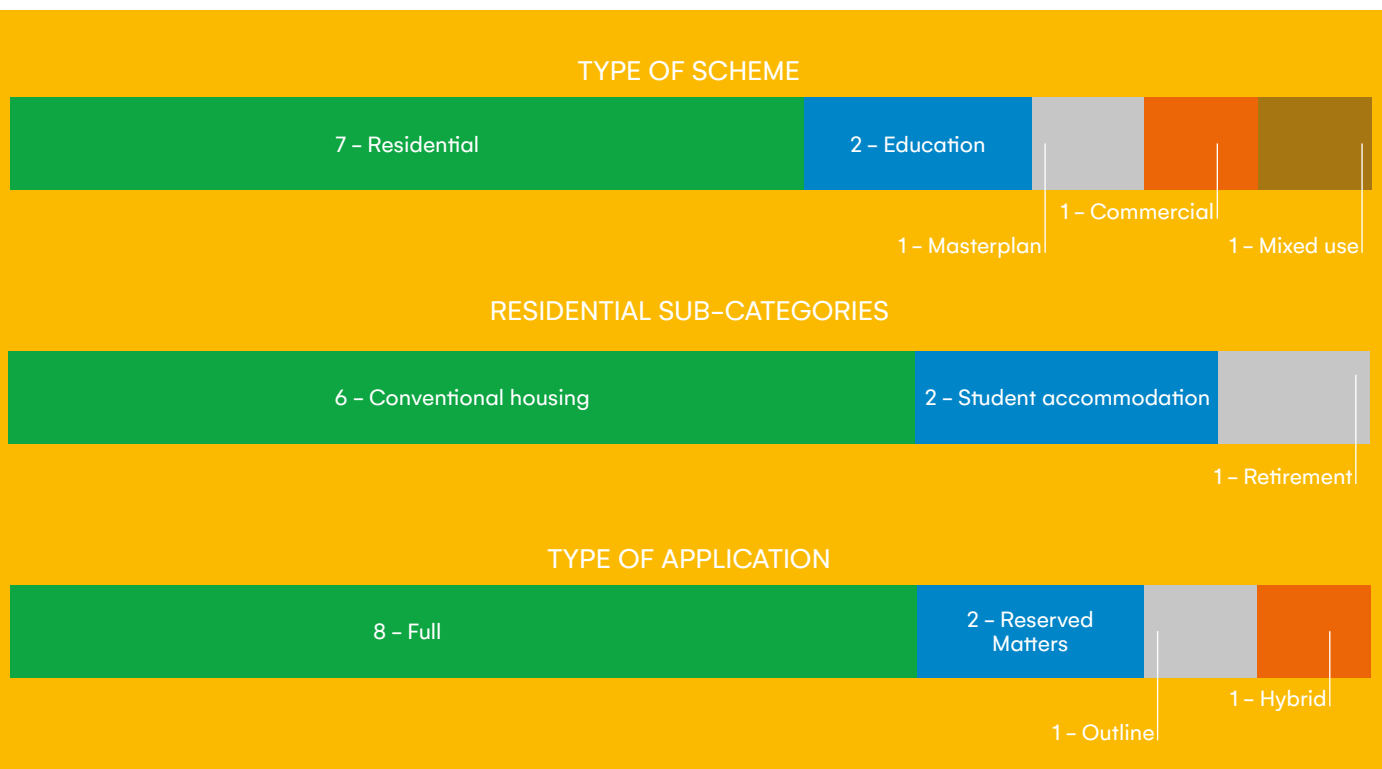 TYPE OF SCHEME
7 – Residential
2 – Education
1 – Commercial
1 – Masterplan
1 – Mixed use
RESIDENTIAL SUB-CATEGORIES
6 – Conventional housing
2 – Student accommodation
1 – Retirement
TYPE OF APPLICATION
8 – Full
2 – Reserved
Matters
1 – Hybrid
1 – Outline